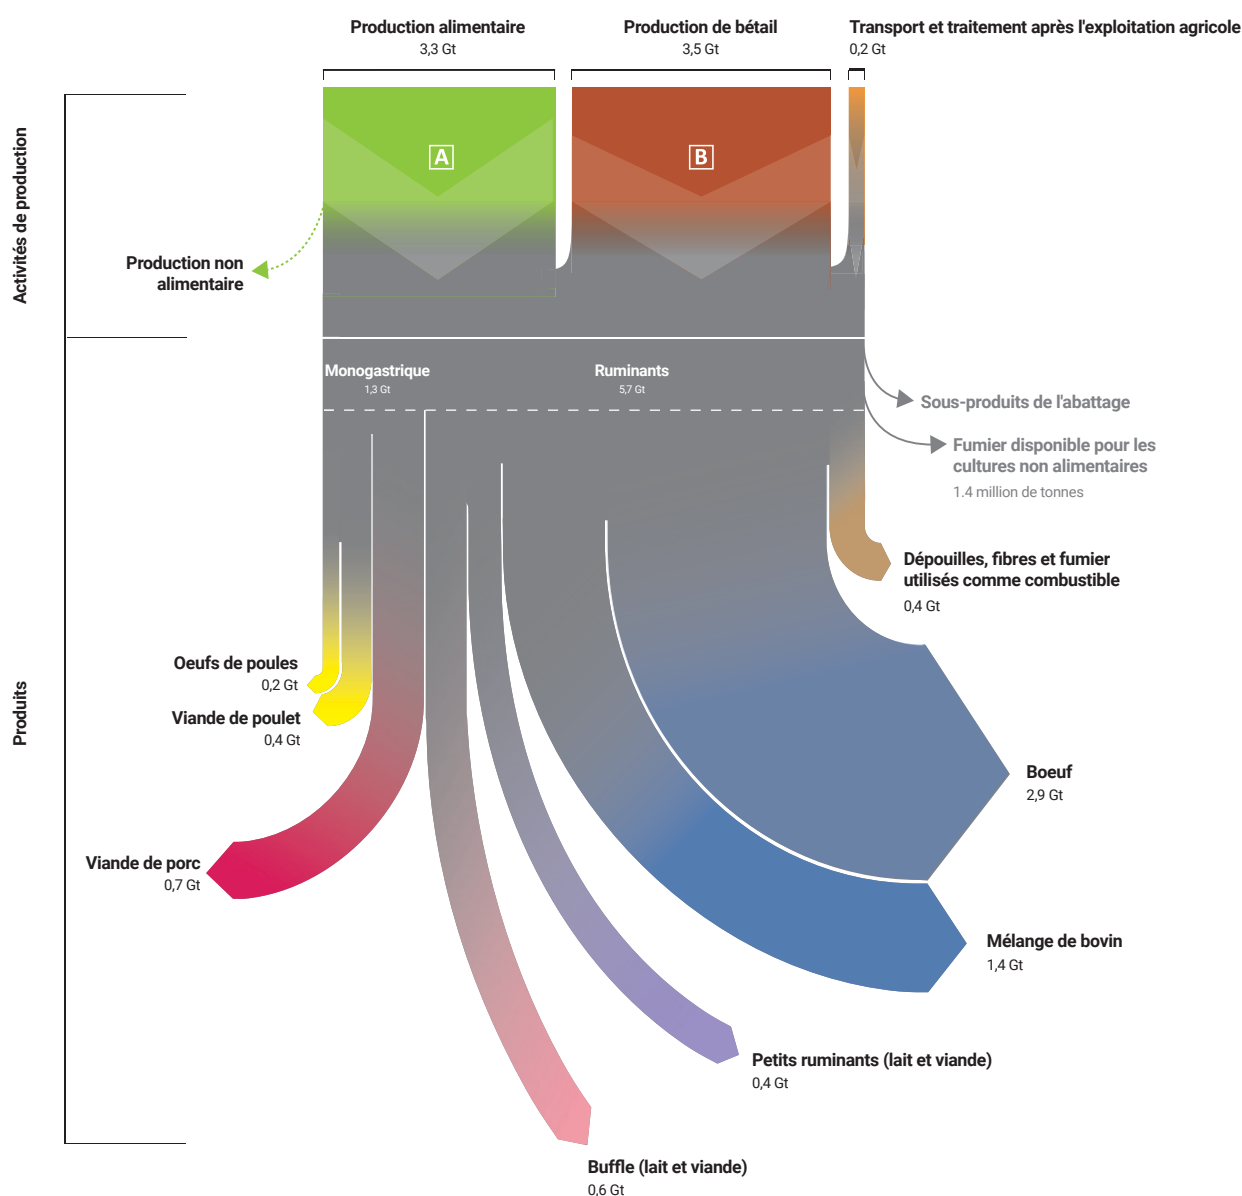 Production alimentaire
3,3 Gt
Production de bétail
3,5 Gt
Transport et traitement après l'exploitation agricole
0,2 Gt
Activités de production
A
B
Production non
alimentaire
Monogastrique
1,3 Gt
Ruminants
5,7 Gt
Sous-produits de l'abattage
Fumier disponible pour les
cultures non alimentaires
1.4 million de tonnes
Dépouilles, fibres et fumier
utilisés comme combustible
0,4 Gt
Produits
Oeufs de poules
0,2 Gt
Viande de poulet
0,4 Gt
Boeuf
2,9 Gt
Viande de porc
0,7 Gt
Mélange de bovin
1,4 Gt
Petits ruminants (lait et viande)
0,4 Gt
Buffle (lait et viande)
0,6 Gt